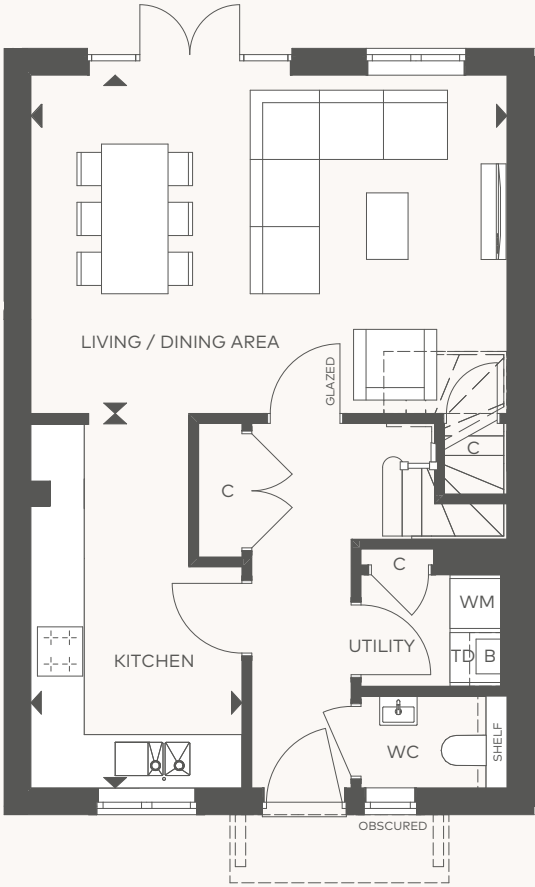 LIVING / DINING AREA
GLAZED
C
C
C
WM
UTILITY
TD
B
KITCHEN
WC
SHELF
OBSCURED